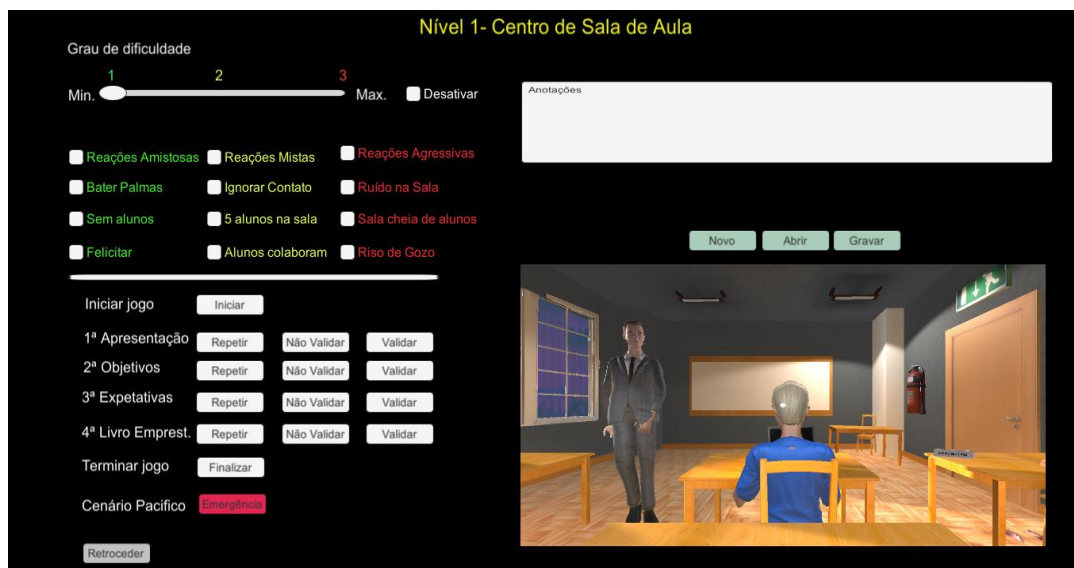 Nível 1- Centro de Sala de Aula
Grau de dificuldade
1 2 3
Min. Max. Desativar
Anotações
Reações Amistosas Reações Mistas Reações Agressivas
Bater Palmas Ignorar Contato Ruído na Sala
Sem alunos 5 alunos na sala Sala cheia de alunos
Felicitar Alunos colaboram Riso de Gozo
Novo Abrir Gravar
Iniciar jogo Iniciar
1ª Apresentação Repetir Não Validar Validar
2ª Objetivos Repetir Não Validar Validar
3ª Expetativas Repetir Não Validar Validar
4ª Livro Emprest. Repetir Não Validar Validar
Terminar jogo Finalizar
Cenário Pacifico Emergência
Retroceder